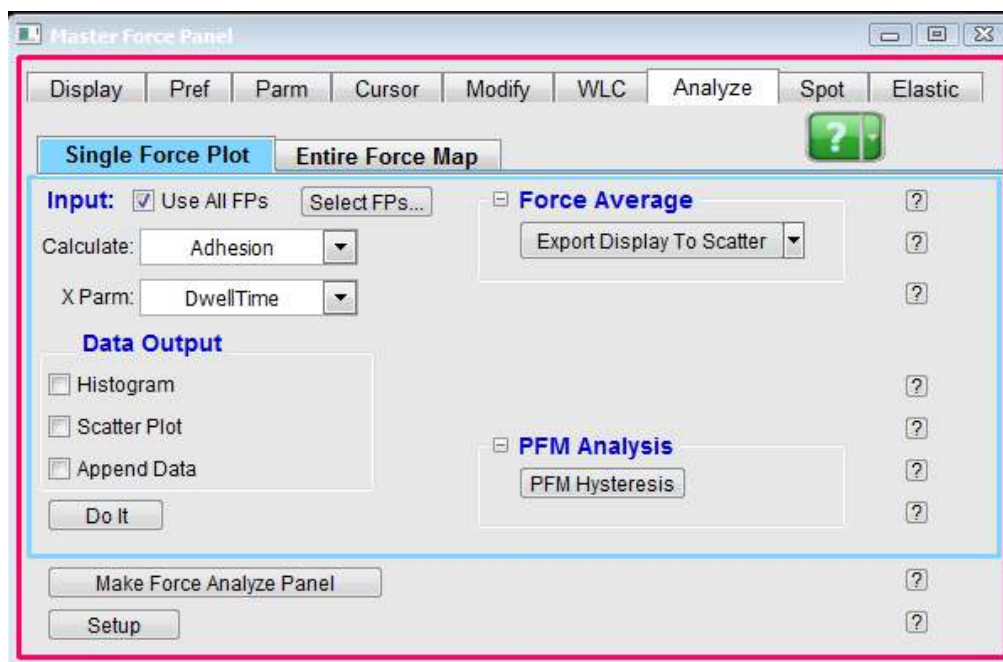 Master Force Panel
Display Pref Parm Cursor Modify WLC Analyze Spot Elastic
?
Single Force Plot Entire Force Map
Input: Use All FPs Select FPs... Force Average ?
Calculate: Adhesion Export Display To Scatter ?
X Parm: DwellTime ?
Data Output
Histogram ?
Scatter Plot ?
PFM Analysis
Append Data ?
PFM Hysteresis
Do It ?
Make Force Analyze Panel ?
Setup ?